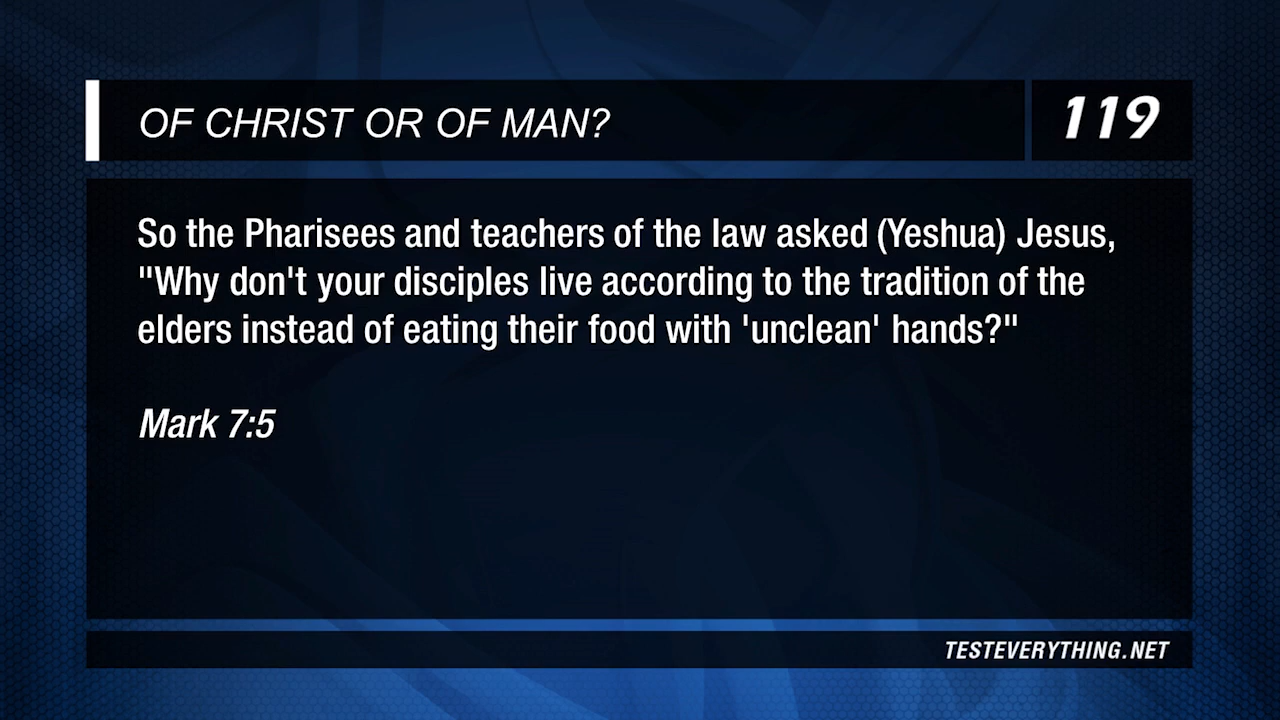 OF CHRIST OR OF MAN?
119
So the Pharisees and teachers of the law asked (Yeshua) Jesus,
"Why don't your disciples live according to the tradition of the
elders instead of eating their food with 'unclean' hands?"
Mark 7:5
TESTEVERYTHING.NET